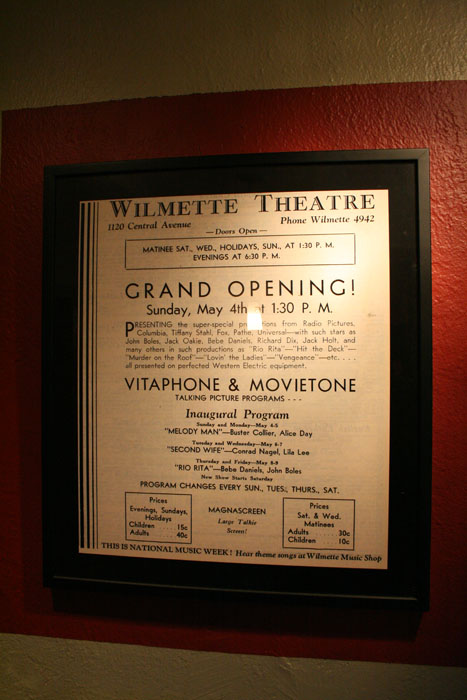 WILMETTE THEATRE
1120 Central Avenue Phone Wilmette 4942
—Doors Open—
MATINEE SAT., WED., HOLIDAYS, SUN., AT 1:30 P. M.
EVENINGS AT 6:30 P. M.
GRAND OPENING!
Sunday, May 4th at 1:30 P. M.
PRESENTING the super-special from Radio Pictures,
Columbia, Tiffany Stahl, Fox, Pathe, Universal—with such stars as
John Boles, Jack Oakie, Bebe Daniels, Richard Dix, Jack Holt, and
many others in such productions as "Rio Rita"—"Hit the Deck"—
"Murder on the Roof"—"Lovin' the Ladies"—"Vengeance"—etc. . . .
all presented on perfected Western Electric equipment.
VITAPHONE & MOVIETONE
TALKING PICTURE PROGRAMS - - -
Inaugural Program
Sunday and Monday—May 4-5
"MELODY MAN"—Buster Collier, Alice Day
Tuesday and Wednesday—May 6-7
"SECOND WIFE"—Conrad Nagel, Lila Lee
Thursday and Friday—May 8-9
"RIO RITA"—Bebe Daniels, John Boles
New Show Starts Saturday
PROGRAM CHANGES EVERY SUN., TUES., THURS., SAT.
Prices
Evenings, Sundays,
Holidays
Children . . 15c
Adults . . . 40c
MAGNASCREEN
Large Talkie
Screen!
Prices
Sat. & Wed.
Matinees
Adults . . . 30c
Children . . 10c
THIS IS NATIONAL MUSIC WEEK! Hear theme songs at Wilmette Music Shop